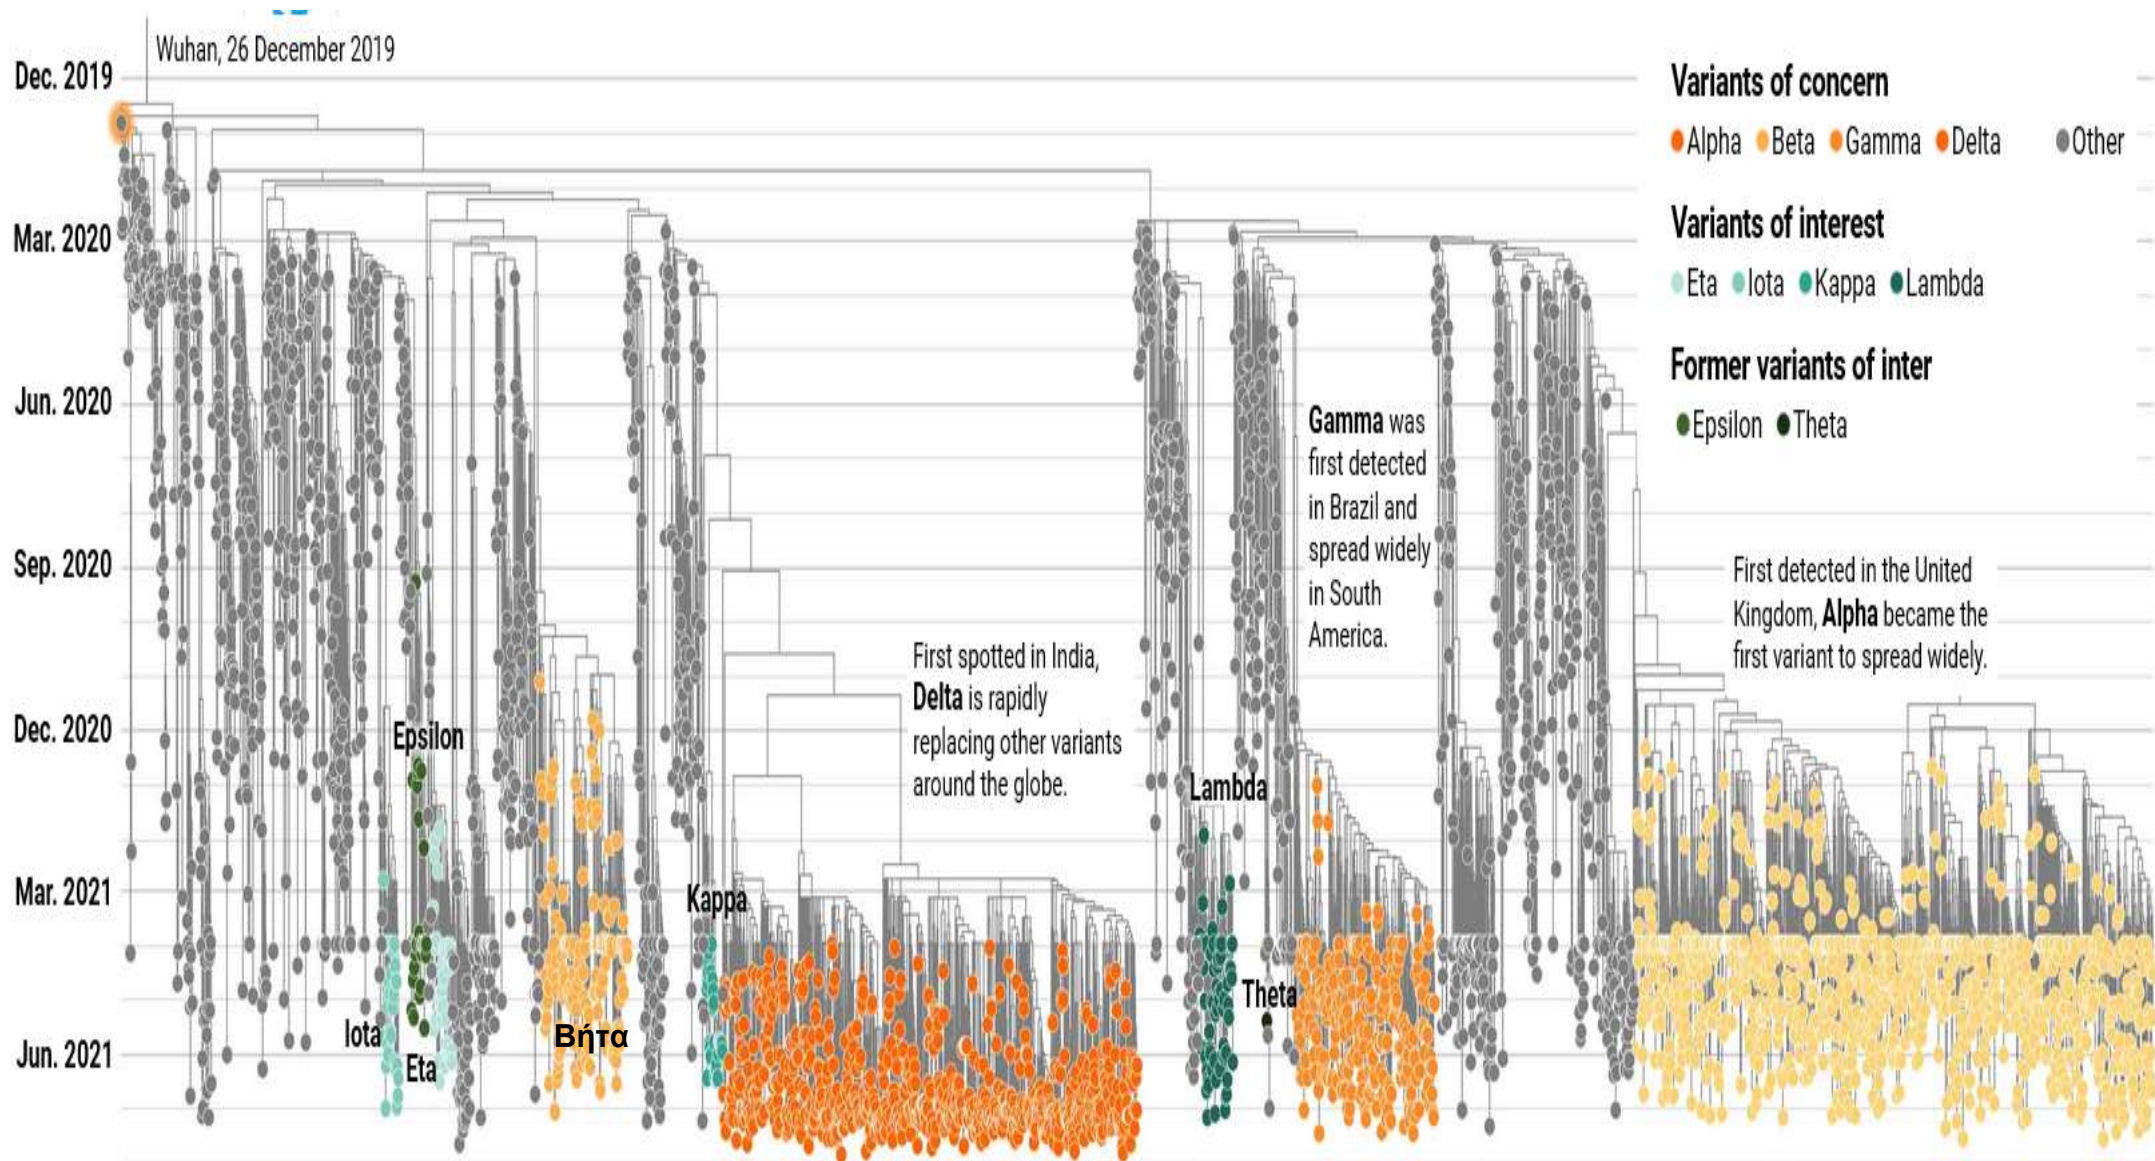 Wuhan, 26 December 2019
Dec. 2019
Mar. 2020
Jun. 2020
Sep. 2020
Dec. 2020
Mar. 2021
Jun. 2021
Epsilon
Iota
Eta
Βήτα
Kappa
First spotted in India,
Delta is rapidly
replacing other variants
around the globe.
Lambda
Theta
Gamma was
first detected
in Brazil and
spread widely
in South
America.
First detected in the United
Kingdom, Alpha became the
first variant to spread widely.
Variants of concern
Alpha Beta Gamma Delta Other
Variants of interest
Eta Iota Kappa Lambda
Former variants of inter
Epsilon Theta